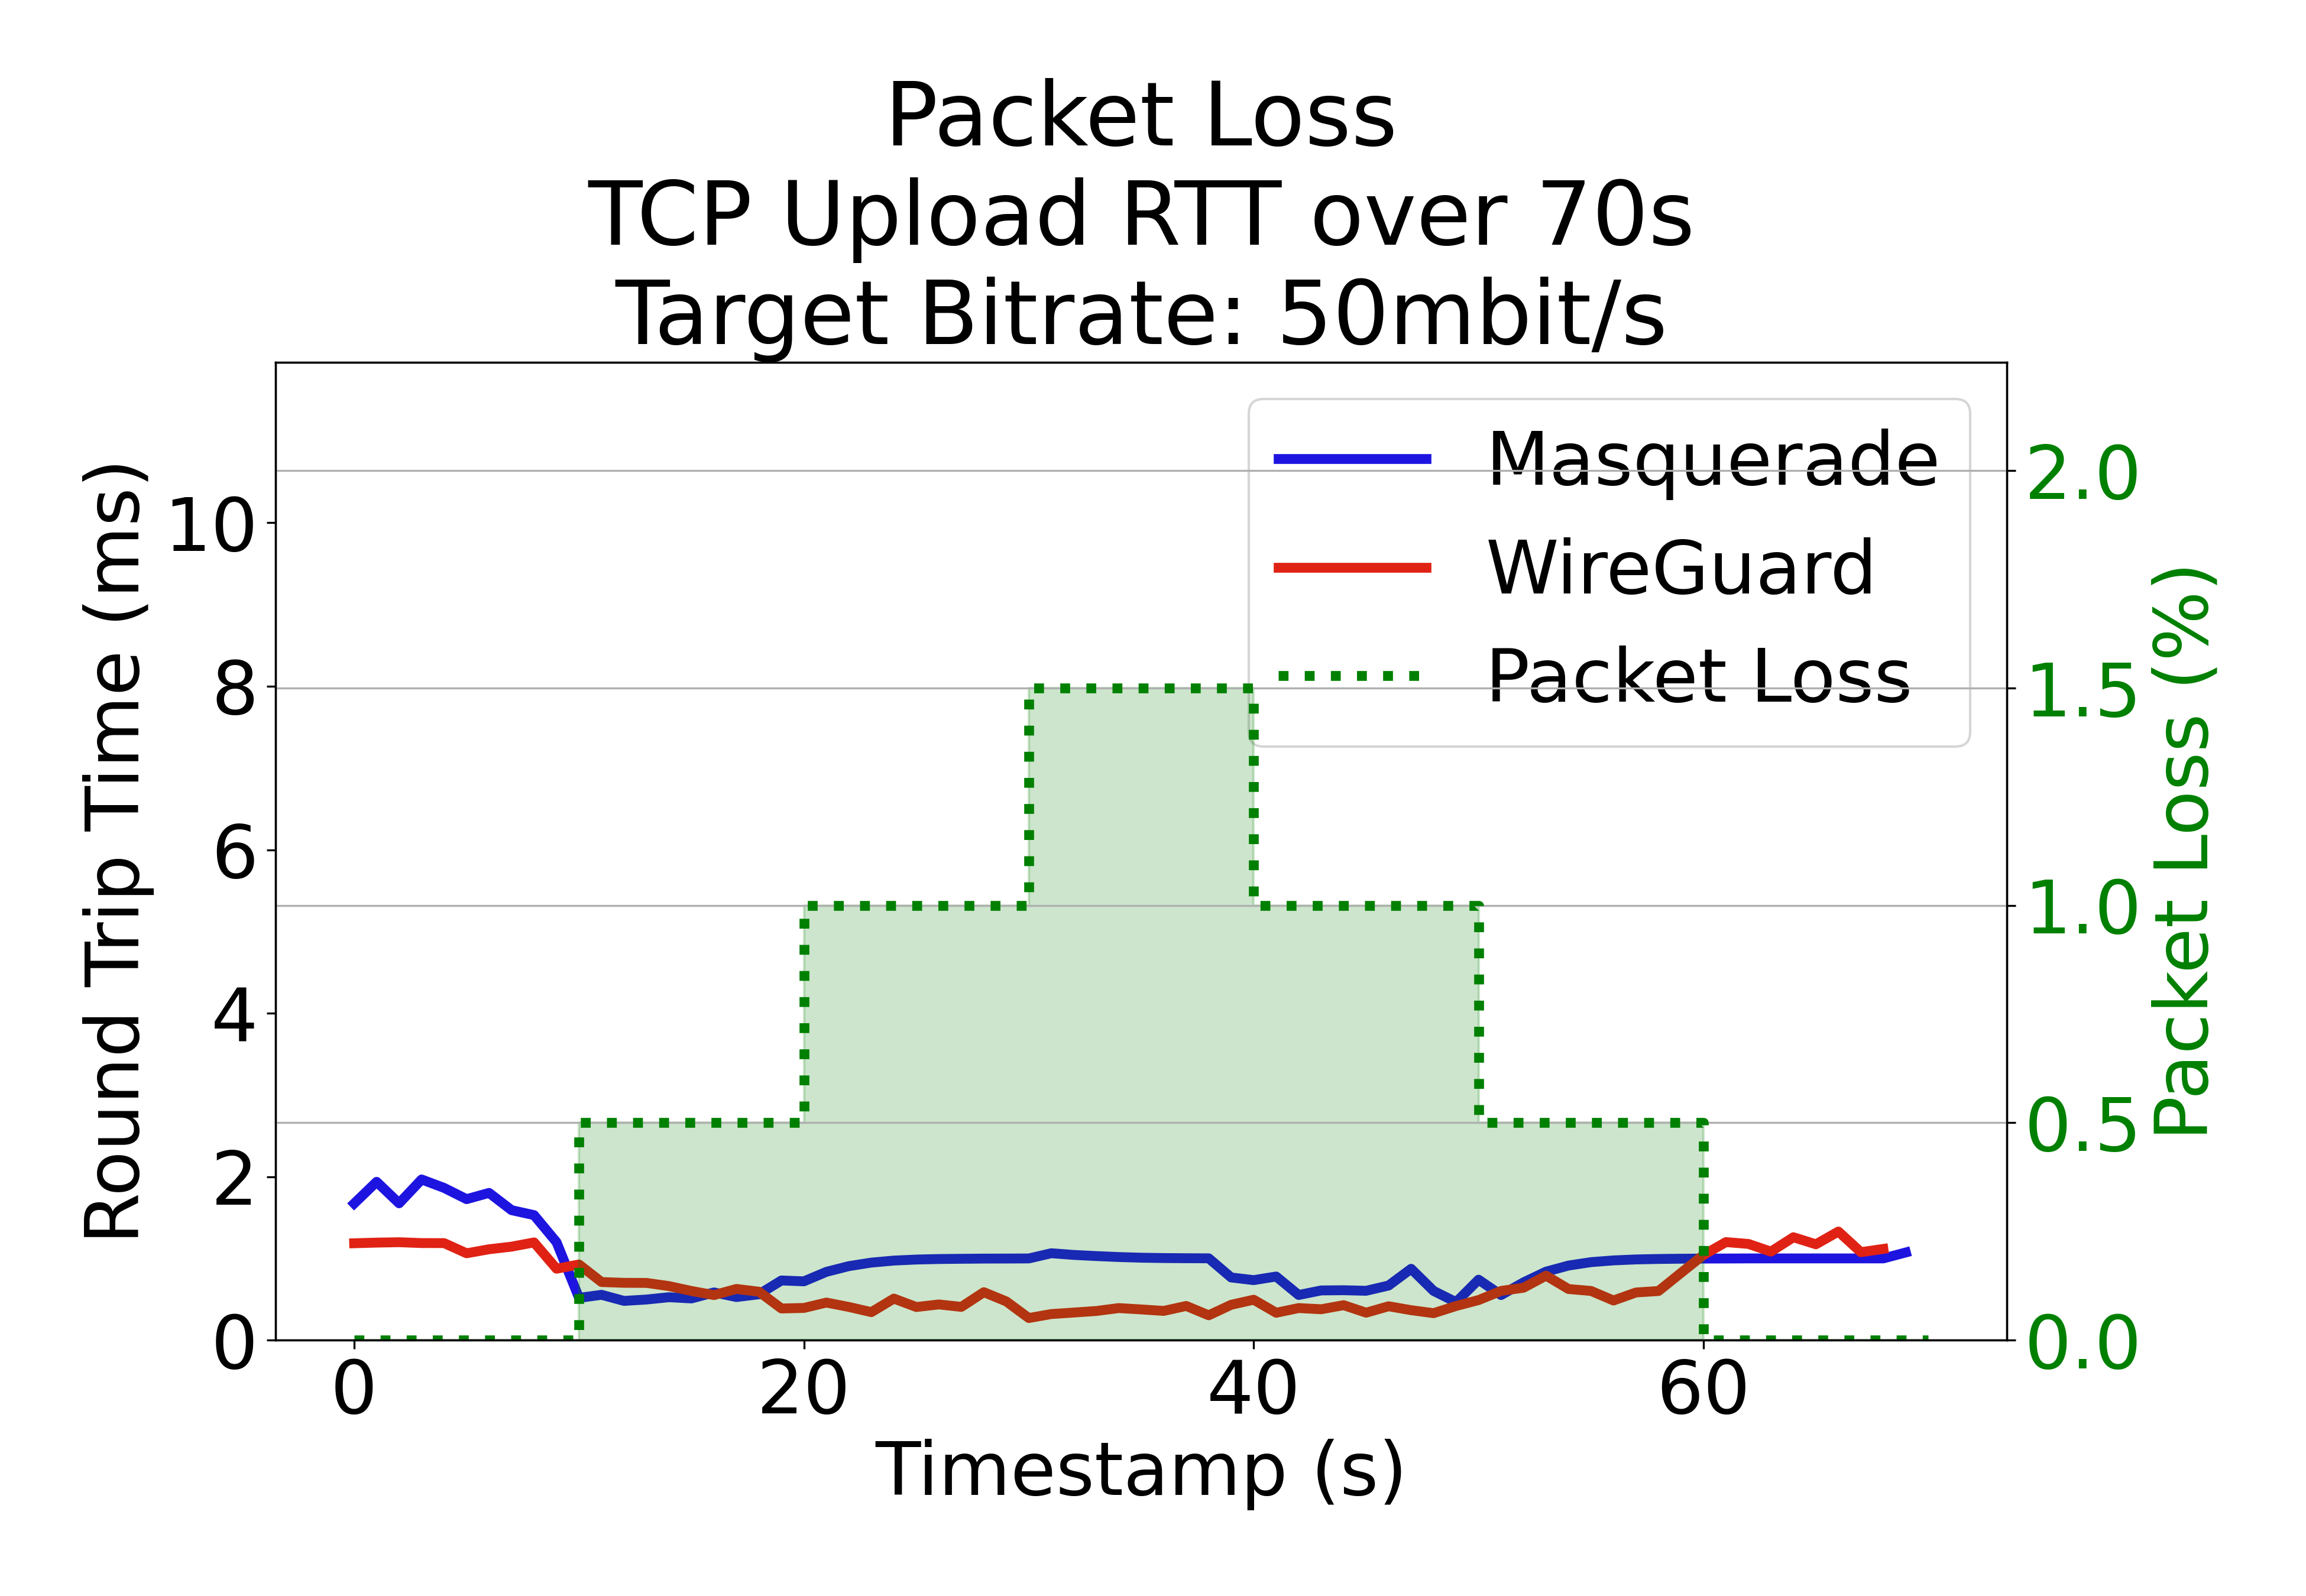 Packet Loss
TCP Upload RTT over 70s
Target Bitrate: 50mbit/s
Masquerade
WireGuard
Packet Loss
Round Trip Time (ms)
10
8
6
4
2
0
2.0
1.5
1.0
0.5
0.0
Packet Loss (%)
0 20 40 60
Timestamp (s)